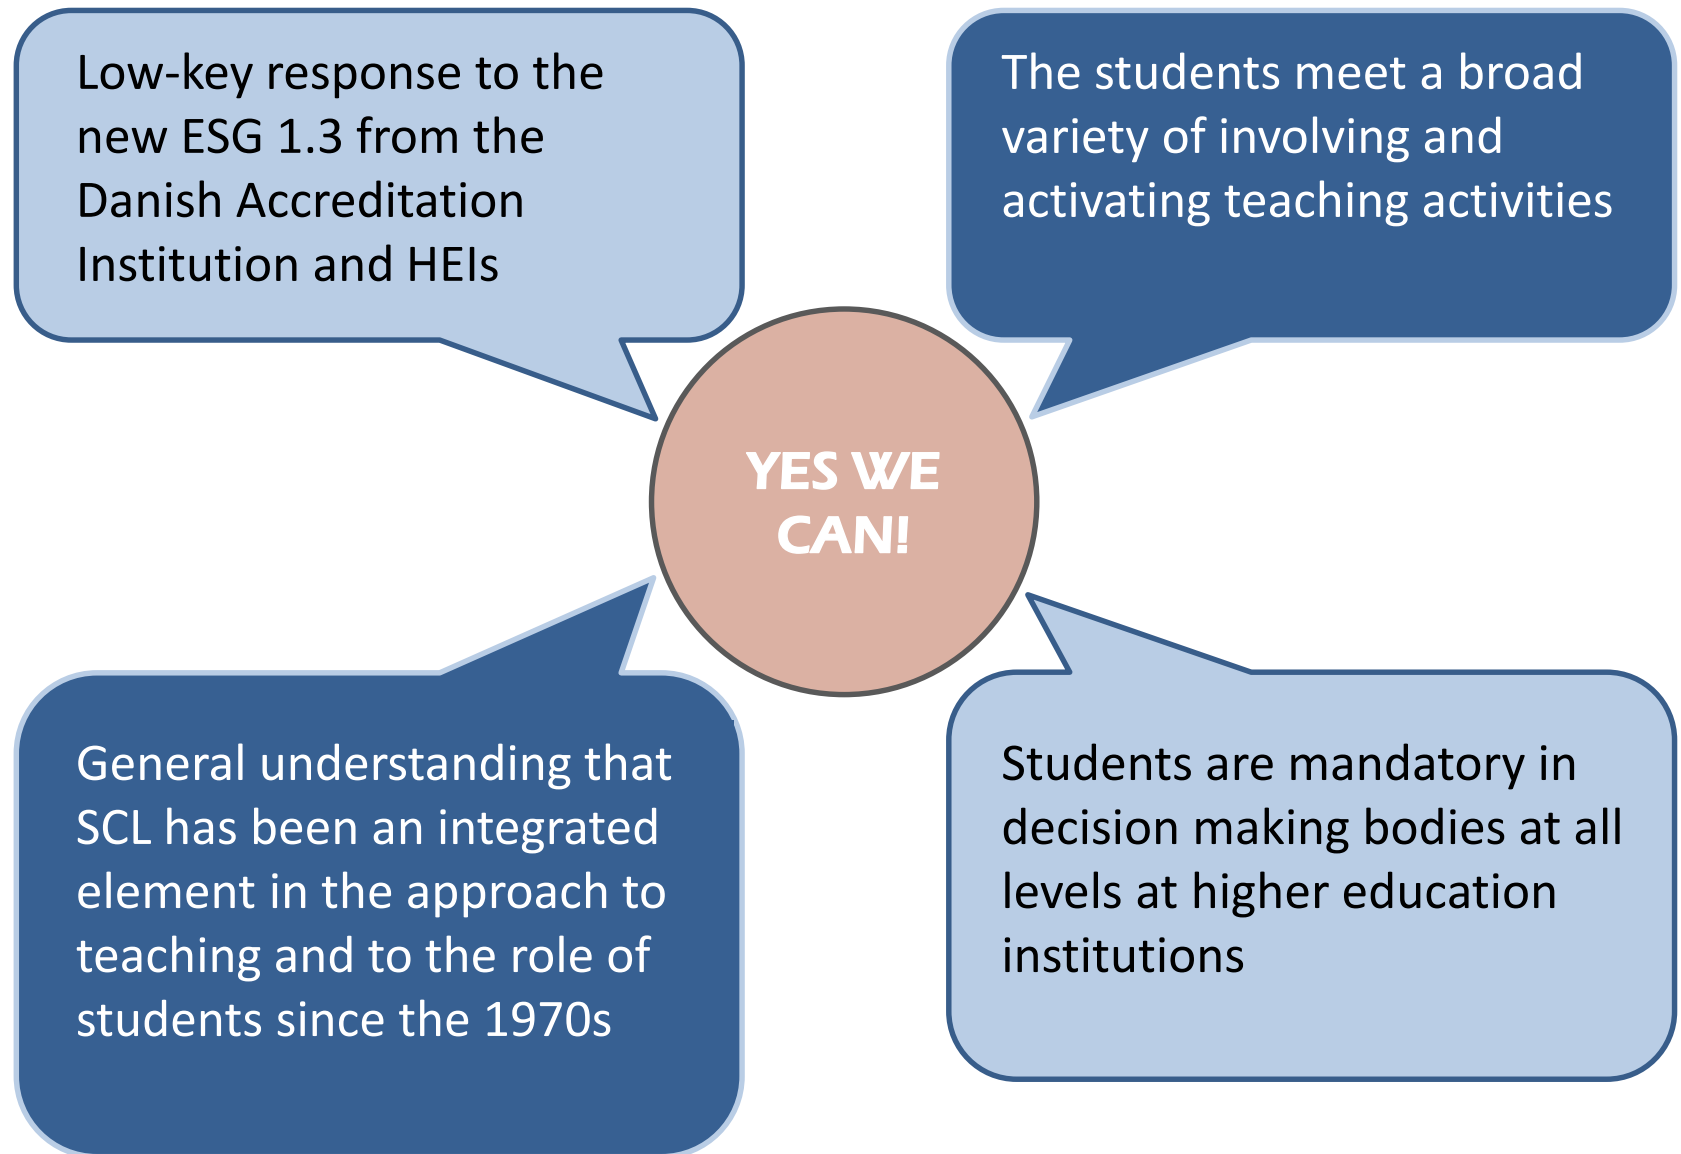 Low-key response to the
new ESG 1.3 from the
Danish Accreditation
Institution and HEIs
The students meet a broad
variety of involving and
activating teaching activities
YES WE
CAN!
General understanding that
SCL has been an integrated
element in the approach to
teaching and to the role of
students since the 1970s
Students are mandatory in
decision making bodies at all
levels at higher education
institutions